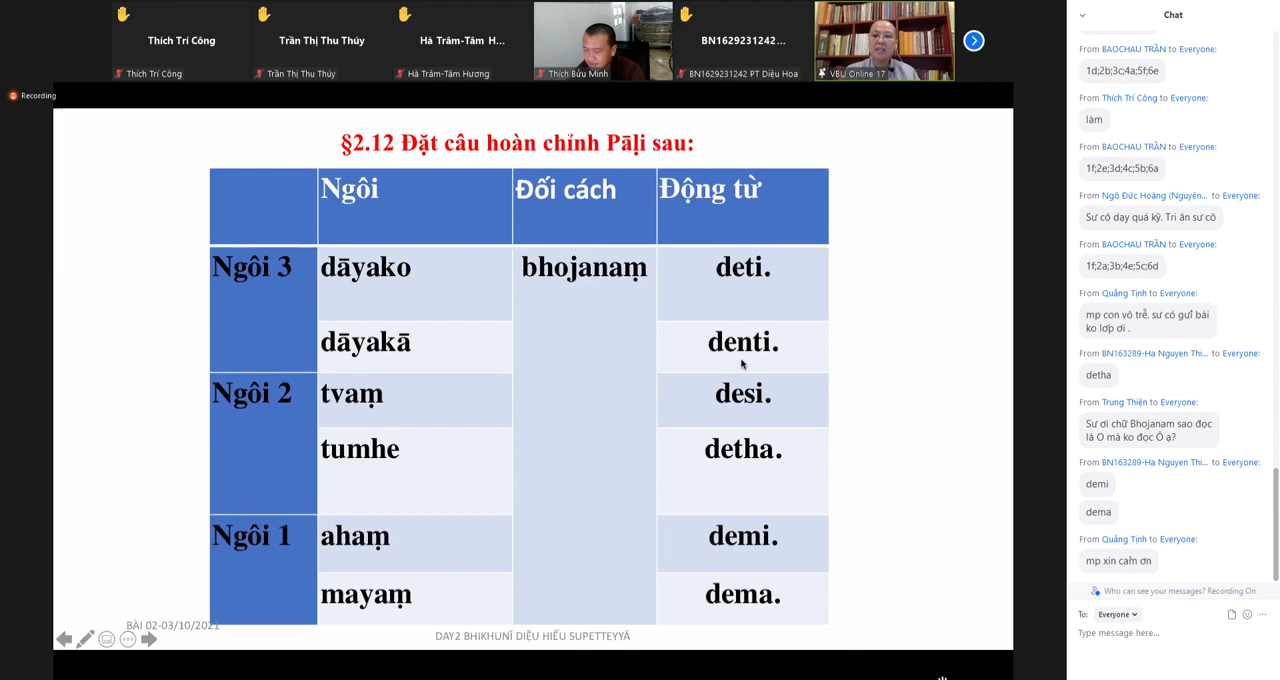 Thích Trí Công
Trần Thị Thu Thúy
Hà Trâm-Tâm H...
BN1629231242...
Thích Trí Công
Trần Thị Thu Thúy
Hà Trâm-Tâm Hương
Thích Bửu Minh
BN1629231242 PT Diệu Hoa
VBU Online 17
Recording
§2.12 Đặt câu hoàn chỉnh Pāḷi sau:
Ngôi Đối cách Động từ
Ngôi 3 dāyako bhojanaṃ deti.
dāyakā denti.
Ngôi 2 tvaṃ desi.
tumhe detha.
Ngôi 1 ahaṃ demi.
mayaṃ dema.
BÀI 02-03/10/2021
DAY2 BHIKHUNĪ DIỆU HIẾU SUPETTEYYĀ
Chat
From BAOCHAU TRẦN to Everyone:
1d;2b;3c;4a;5f;6e
From Thích Trí Công to Everyone:
lâm
From BAOCHAU TRẦN to Everyone:
1f;2e;3d;4c;5b;6a
From Ngô Đức Hoàng (Nguyên... to Everyone:
Sư cô dạy quá kỹ. Tri ân sư cô
From BAOCHAU TRẦN to Everyone:
1f;2a;3b;4e;5c;6d
From Quảng Tịnh to Everyone:
mp con vô trễ. sư có gửi bài
ko lớp ơi .
From BN163289-Ha Nguyen Thi... to Everyone:
detha
From Trung Thiện to Everyone:
Sư ơi chữ Bhojanam sao đọc
là O mà ko đọc Ô ạ?
From BN163289-Ha Nguyen Thi... to Everyone:
demi
dema
From Quảng Tịnh to Everyone:
mp xin cảm ơn
Who can see your messages? Recording On
To: Everyone
Type message here...